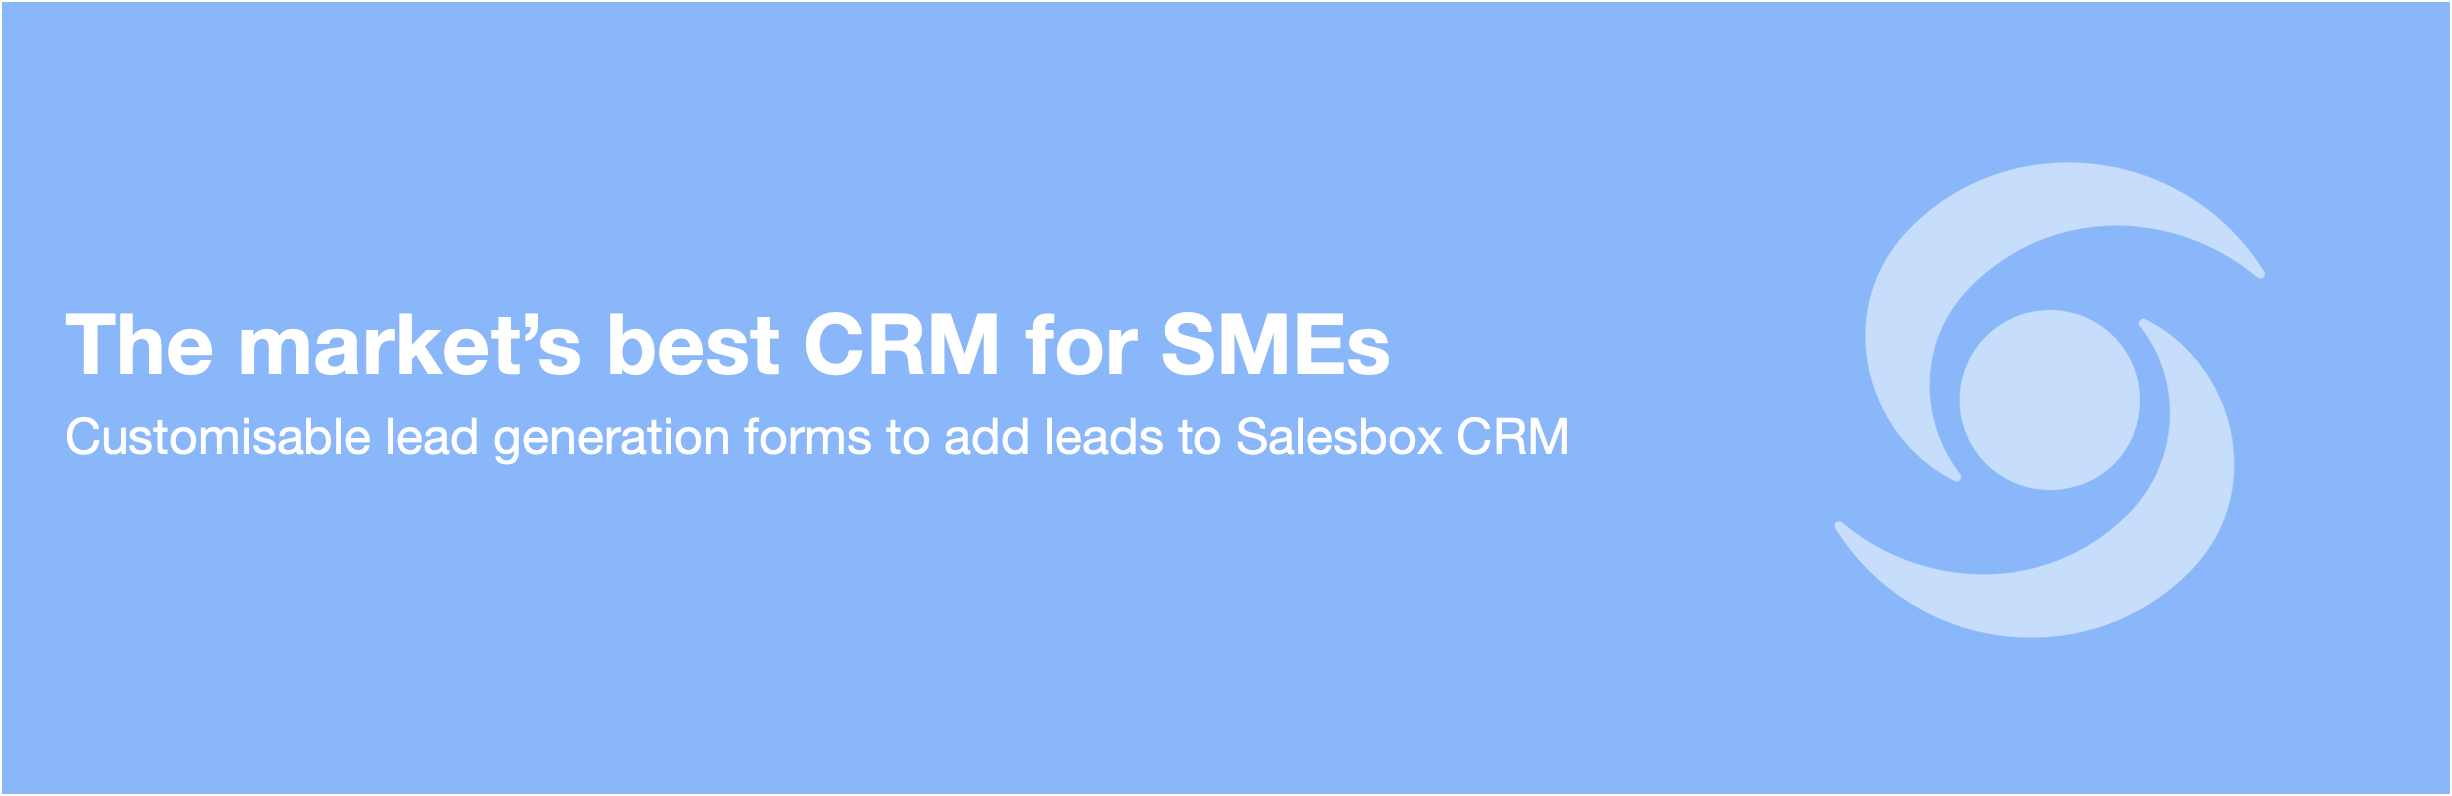 The market’s best CRM for SMEs
Customisable lead generation forms to add leads to Salesbox CRM